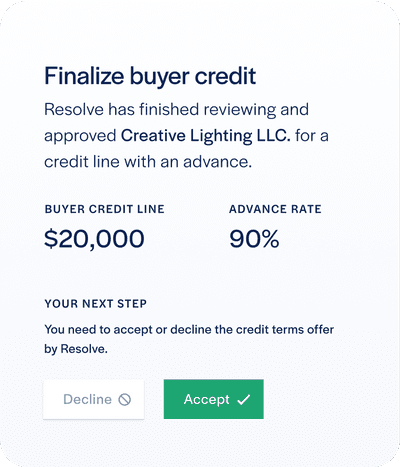 Finalize buyer credit
Resolve has finished reviewing and
approved Creative Lighting LLC. for a
credit line with an advance.
BUYER CREDIT LINE
$20,000
ADVANCE RATE
90%
YOUR NEXT STEP
You need to accept or decline the credit terms offer
by Resolve.
Decline
Accept